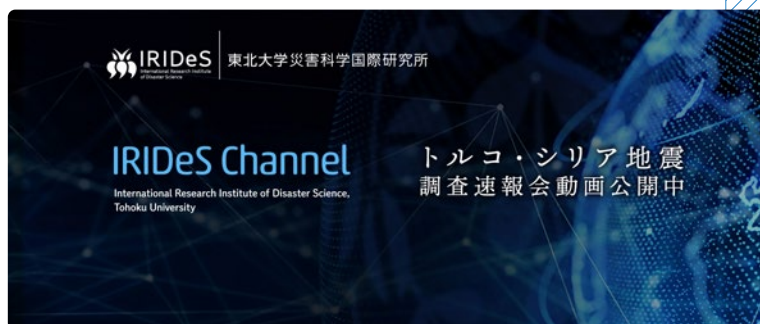 IRIDeS
International Research Institute
of Disaster Science
東北大学災害科学国際研究所
IRIDeS Channel
International Research Institute of Disaster Science,
Tohoku University
トルコ・シリア地震
調査速報会動画公開中